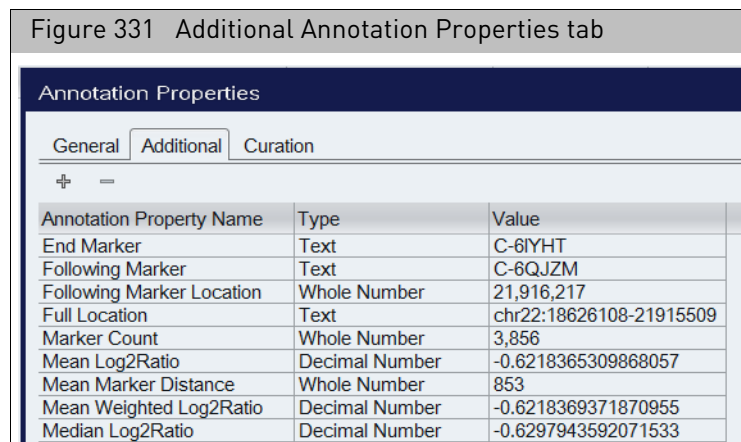 Figure 331 Additional Annotation Properties tab
Annotation Properties
General Additional Curation
Annotation Property Name Type Value
End Marker Text C-6IYHT
Following Marker Text C-6QJZM
Following Marker Location Whole Number 21,916,217
Full Location Text chr22:18626108-21915509
Marker Count Whole Number 3,856
Mean Log2Ratio Decimal Number -0.6218365309868057
Mean Marker Distance Whole Number 853
Mean Weighted Log2Ratio Decimal Number -0.6218369371870955
Median Log2Ratio Decimal Number -0.6297943592071533